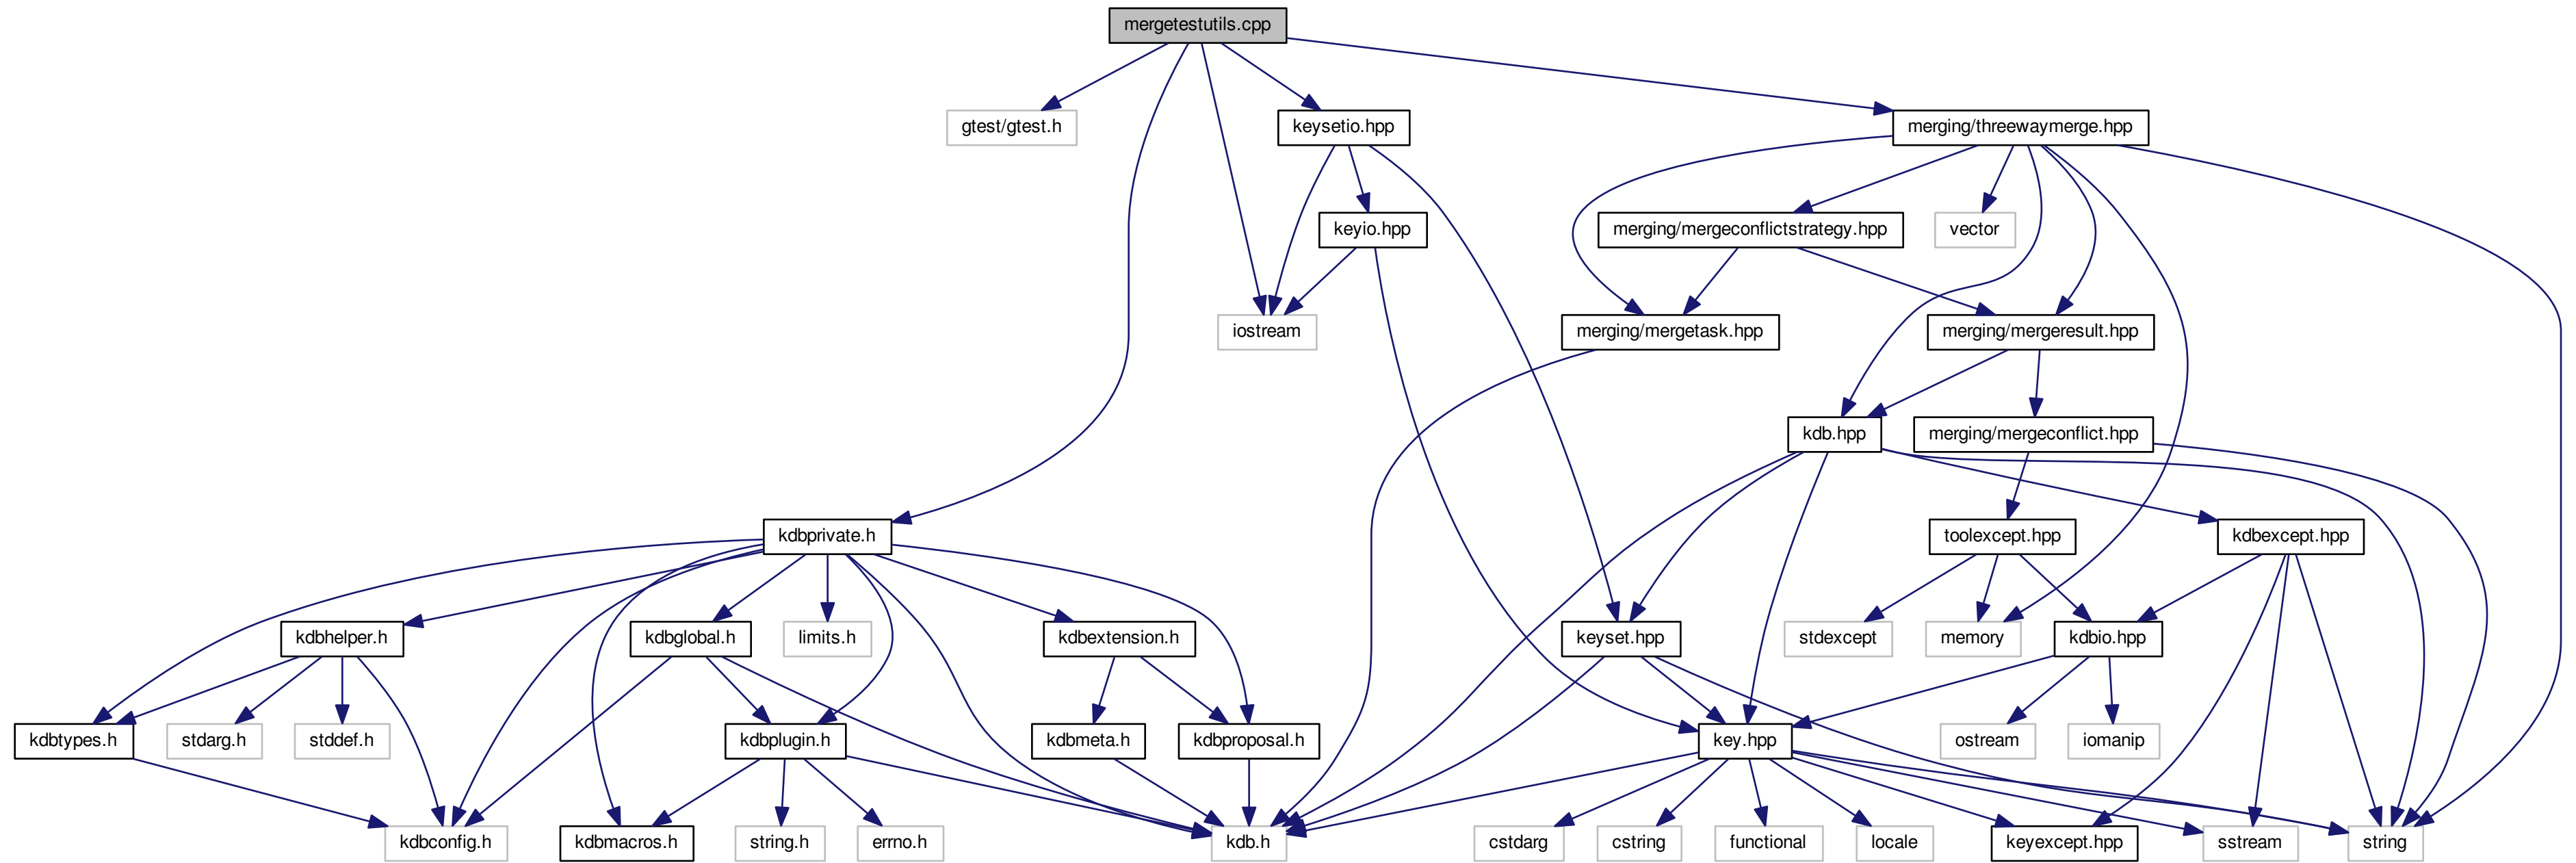 mergetestutils.cpp
gtest/gtest.h
keysetio.hpp
merging/threewaymerge.hpp
keyio.hpp
merging/mergeconflictstrategy.hpp
vector
iostream
merging/mergetask.hpp
merging/mergeresult.hpp
kdb.hpp
merging/mergeconflict.hpp
kdbprivate.h
toolexcept.hpp
kdbexcept.hpp
kdbhelper.h
kdbglobal.h
limits.h
kdbextension.h
keyset.hpp
stdexcept
memory
kdbio.hpp
kdbtypes.h
stdarg.h
stddef.h
kdbplugin.h
kdbmeta.h
kdbproposal.h
key.hpp
ostream
iomanip
kdbconfig.h
kdbmacros.h
string.h
errno.h
kdb.h
cstdarg
cstring
functional
locale
keyexcept.hpp
sstream
string